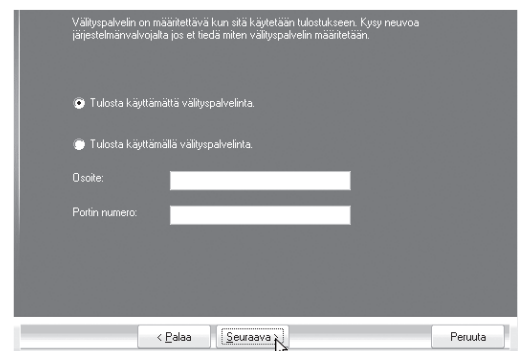 Välityspalvelin on määritettävä kun sitä käytetään tulostukseen. Kysy neuvoa
järjestelmänvalvojalta jos et tiedä miten välityspalvelin määritetään.
Tulosta käyttämättä välityspalvelinta.
Tulosta käyttämällä välityspalvelinta.
Osoite:
Portin numero:
< Palaa Seuraava > Peruuta